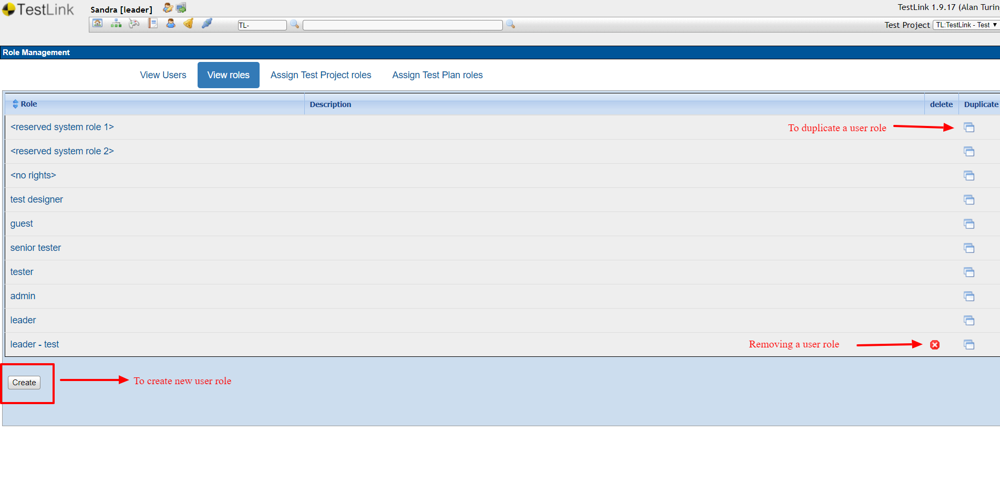 TestLink
Sandra [leader]
TestLink 1.9.17 (Alan Turin
TL-
Test Project TL:TestLink - Test
Role Management
View Users View roles Assign Test Project roles Assign Test Plan roles
Role Description delete Duplicate
<reserved system role 1> To duplicate a user role
<reserved system role 2>
<no rights>
test designer
guest
senior tester
tester
admin
leader
leader - test Removing a user role
Create To create new user role